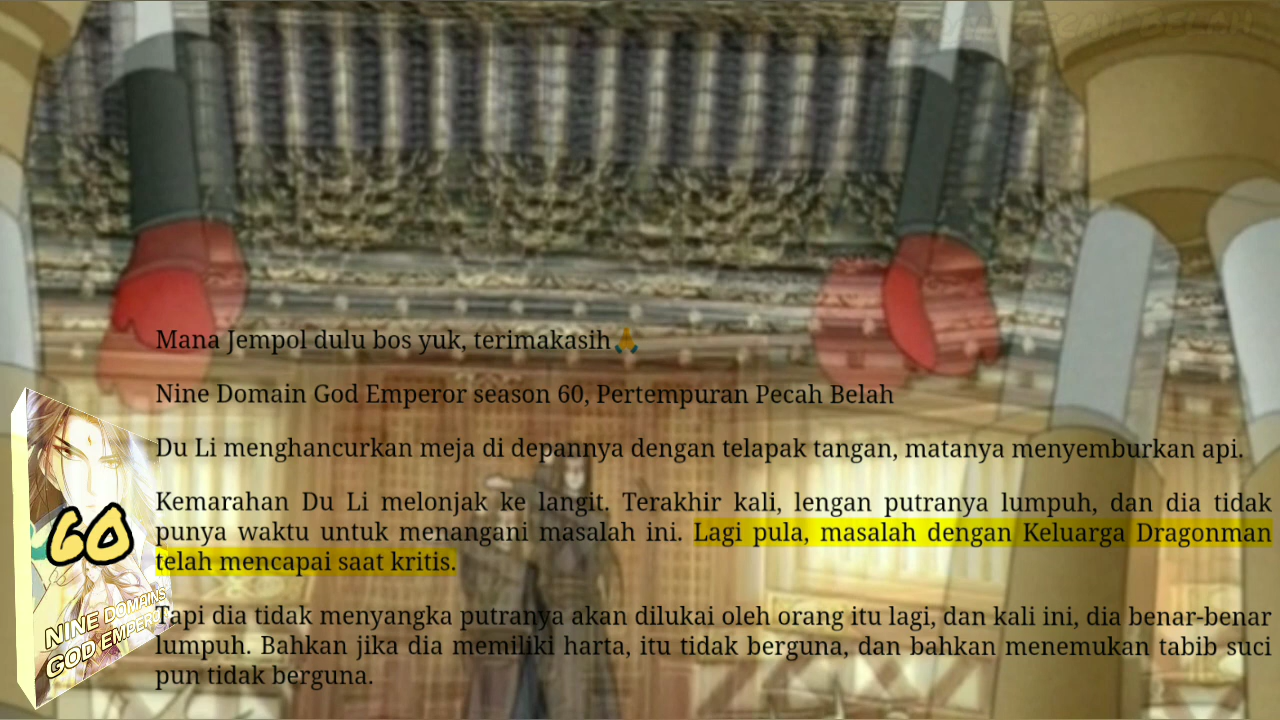 Mana Jempol dulu bos yuk, terimakasih🙏
Nine Domain God Emperor season 60, Pertempuran Pecah Belah
Du Li menghancurkan meja di depannya dengan telapak tangan, matanya menyemburkan api.
Kemarahan Du Li melonjak ke langit. Terakhir kali, lengan putranya lumpuh, dan dia tidak
punya waktu untuk menangani masalah ini. Lagi pula, masalah dengan Keluarga Dragonman
telah mencapai saat kritis.
Tapi dia tidak menyangka putranya akan dilukai oleh orang itu lagi, dan kali ini, dia benar-benar
lumpuh. Bahkan jika dia memiliki harta, itu tidak berguna, dan bahkan menemukan tabib suci
pun tidak berguna.
60
NINE DOMAINS
GOD EMPEROR